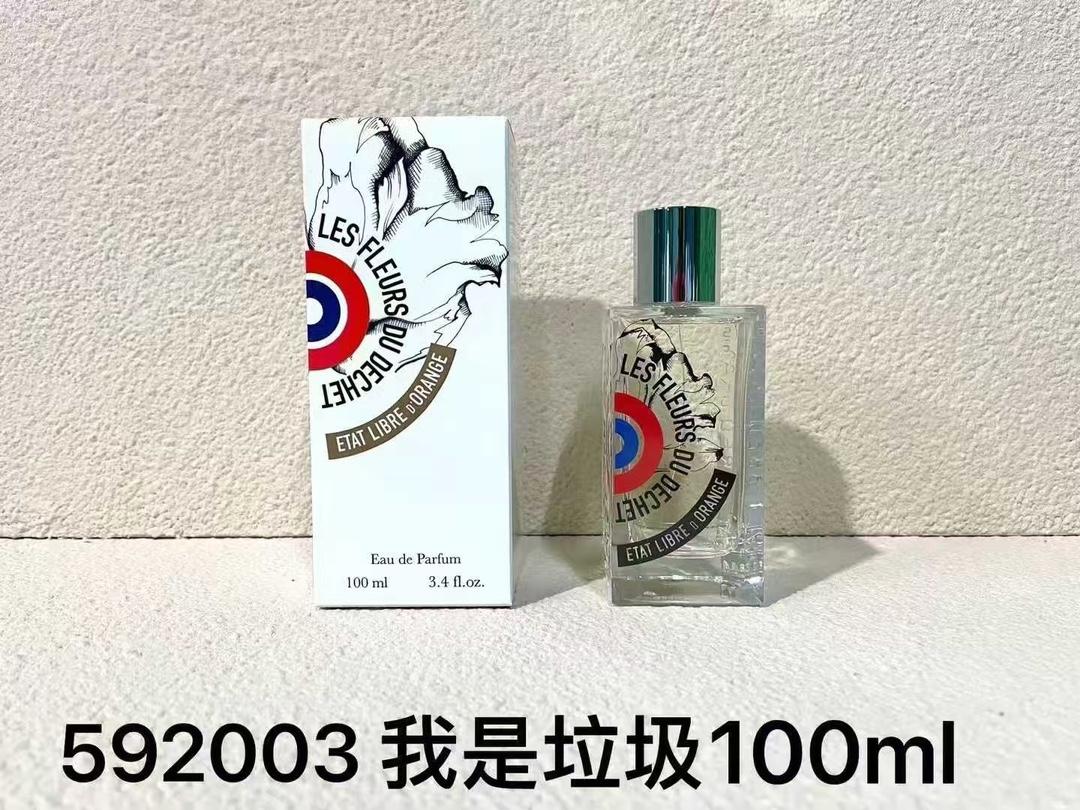 LES FLEURS DU DECHET
ETAT LIBRE D'ORANGE
Eau de Parfum
100 ml 3.4 fl.oz.
LES FLEURS DU DECHET
ETAT LIBRE D'ORANGE
592003 我是垃圾100ml